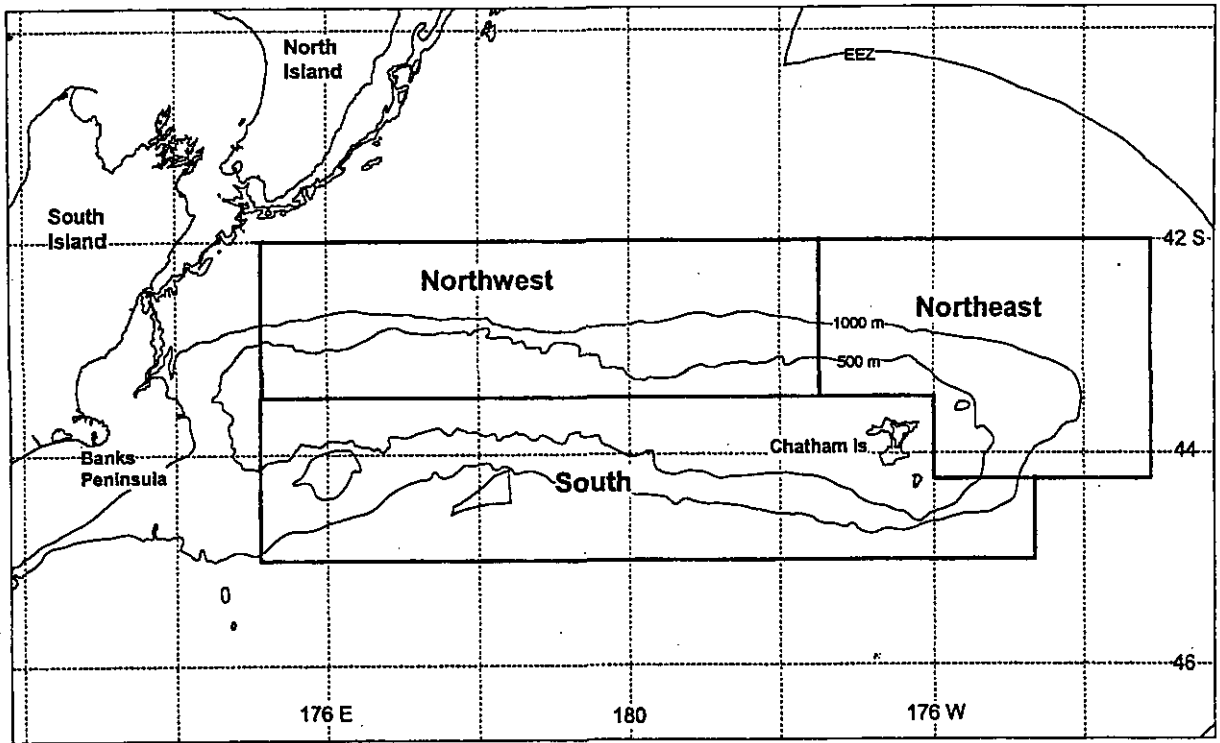 North
Island
EEZ
South
Island
42 S
Northwest
Northeast
1000 m
500 m
Chatham Is.
Banks
Peninsula
44
South
46
176 E
180
176 W